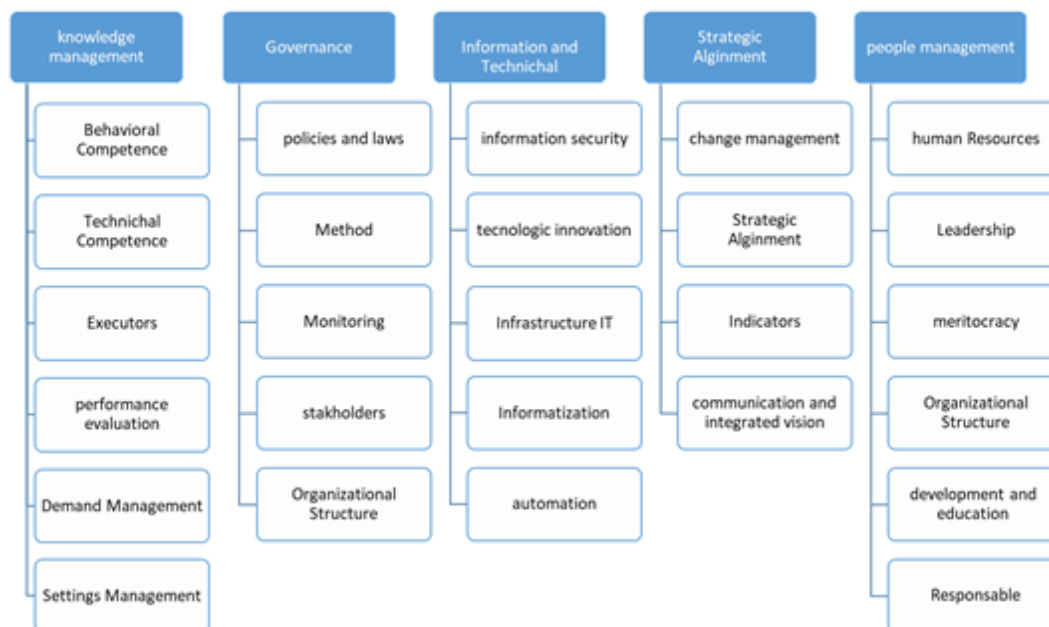 knowledge
management
Behavioral
Competence
Technichal
Competence
Executors
performance
evaluation
Demand Management
Settings Management
Governance
policies and laws
Method
Monitoring
stakholders
Organizational
Structure
Information and
Technichal
information security
tecnologic innovation
Infrastructure IT
Informatization
automation
Strategic
Alginment
change management
Strategic
Alginment
Indicators
communication and
integrated vision
people management
human Resources
Leadership
meritocracy
Organizational
Structure
development and
education
Responsable